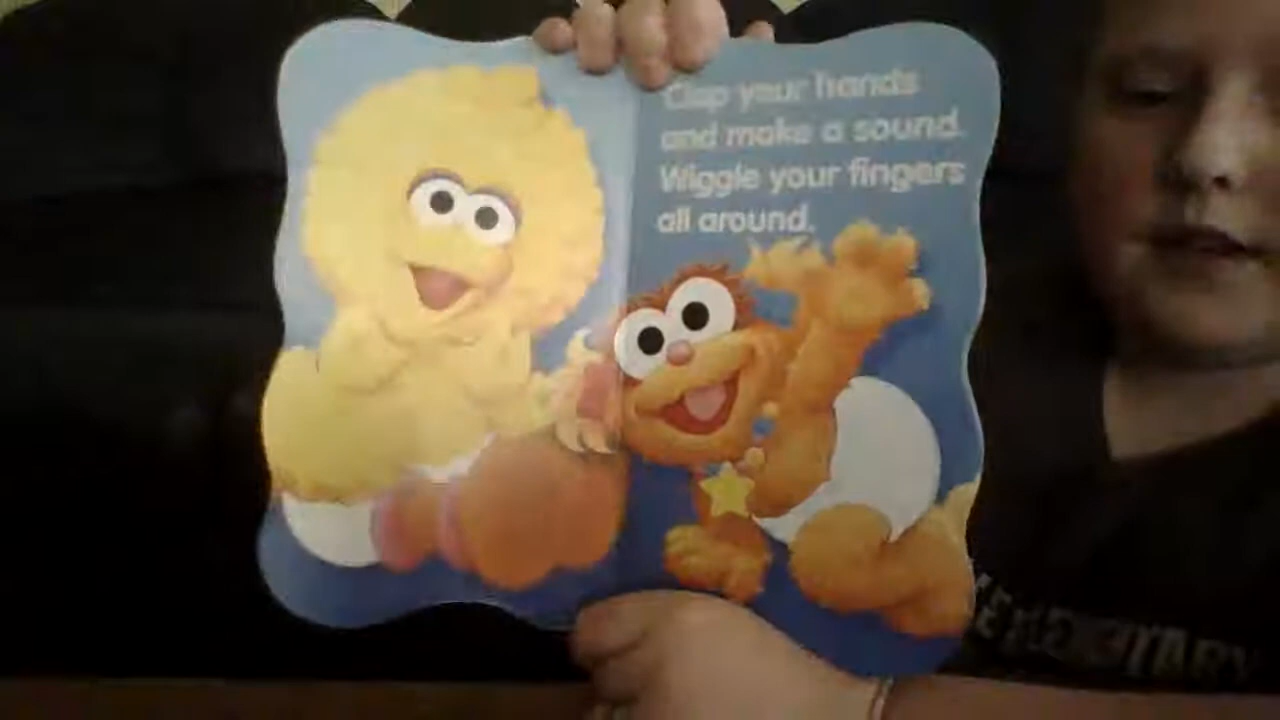 Clap your hands
and make a sound.
Wiggle your fingers
all around.